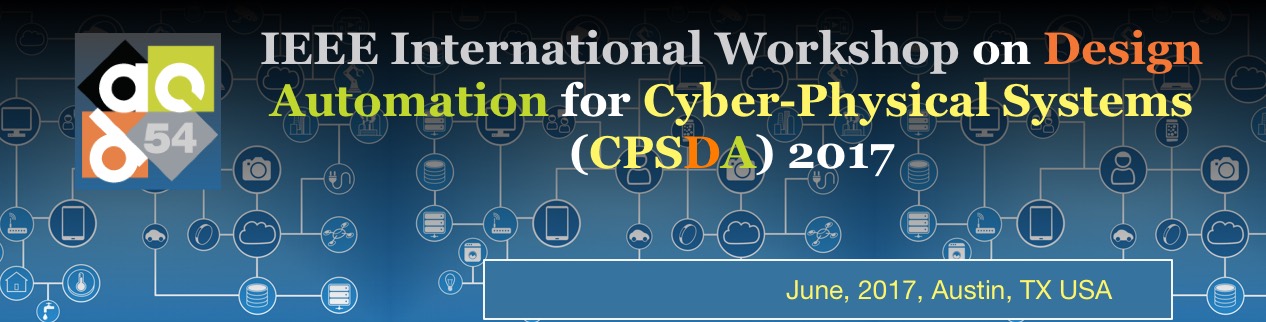 IEEE International Workshop on Design
Automation for Cyber-Physical Systems
(CPSDA) 2017
54
June, 2017, Austin, TX USA